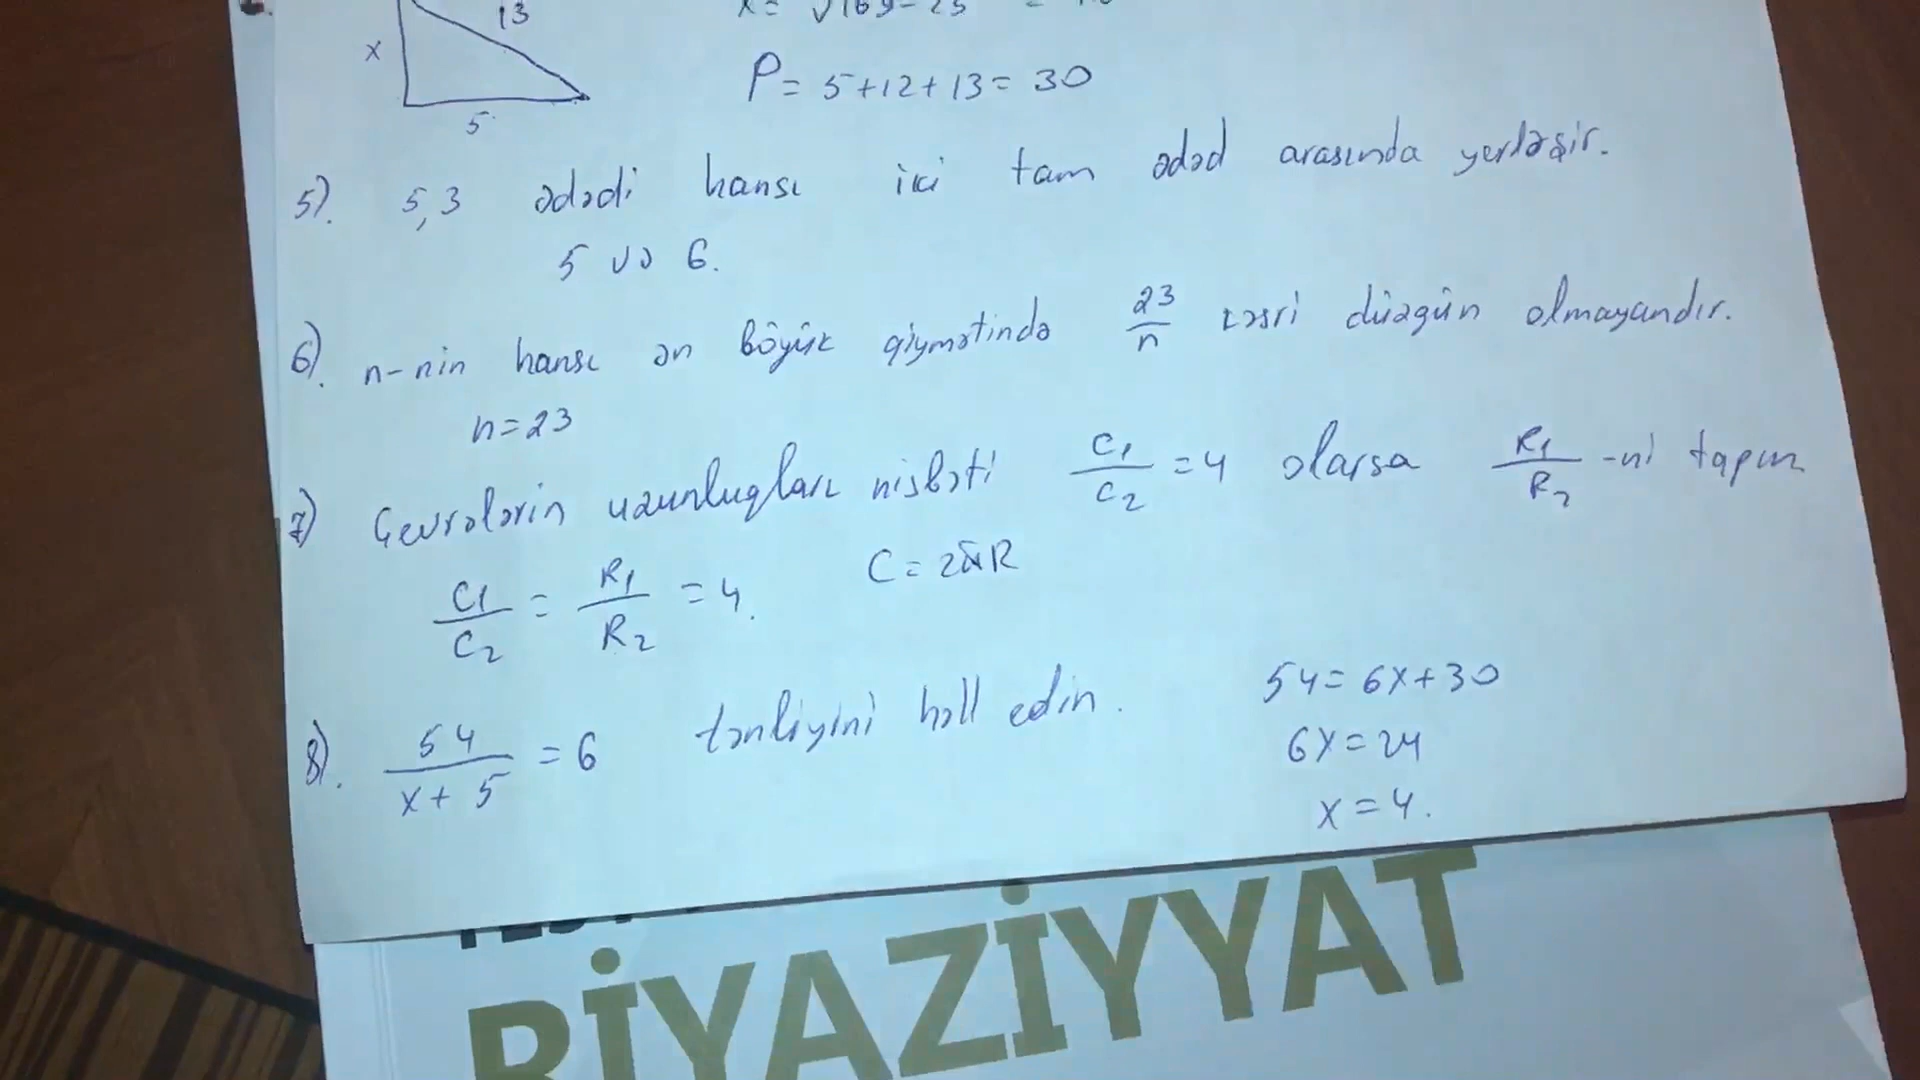 13
x = √169-25 =
x
P = 5+12+13 = 30
5
5). 5,3 ədədi hansı iki tam ədəd arasında yerləşir.
5 və 6.
6). n-nin hansı ən böyük qiymətində 23/n kəsri düzgün olmayandır.
n=23
7) Çevrələrin uzunluqları nisbəti C1/C2 = 4 olarsa R1/R2 -ni tapın
C1/C2 = R1/R2 = 4. C = 2πR
8). 54/(x+5) = 6 tənliyini həll edin.
54 = 6x+30
6x = 24
x = 4.
RİYAZİYYAT